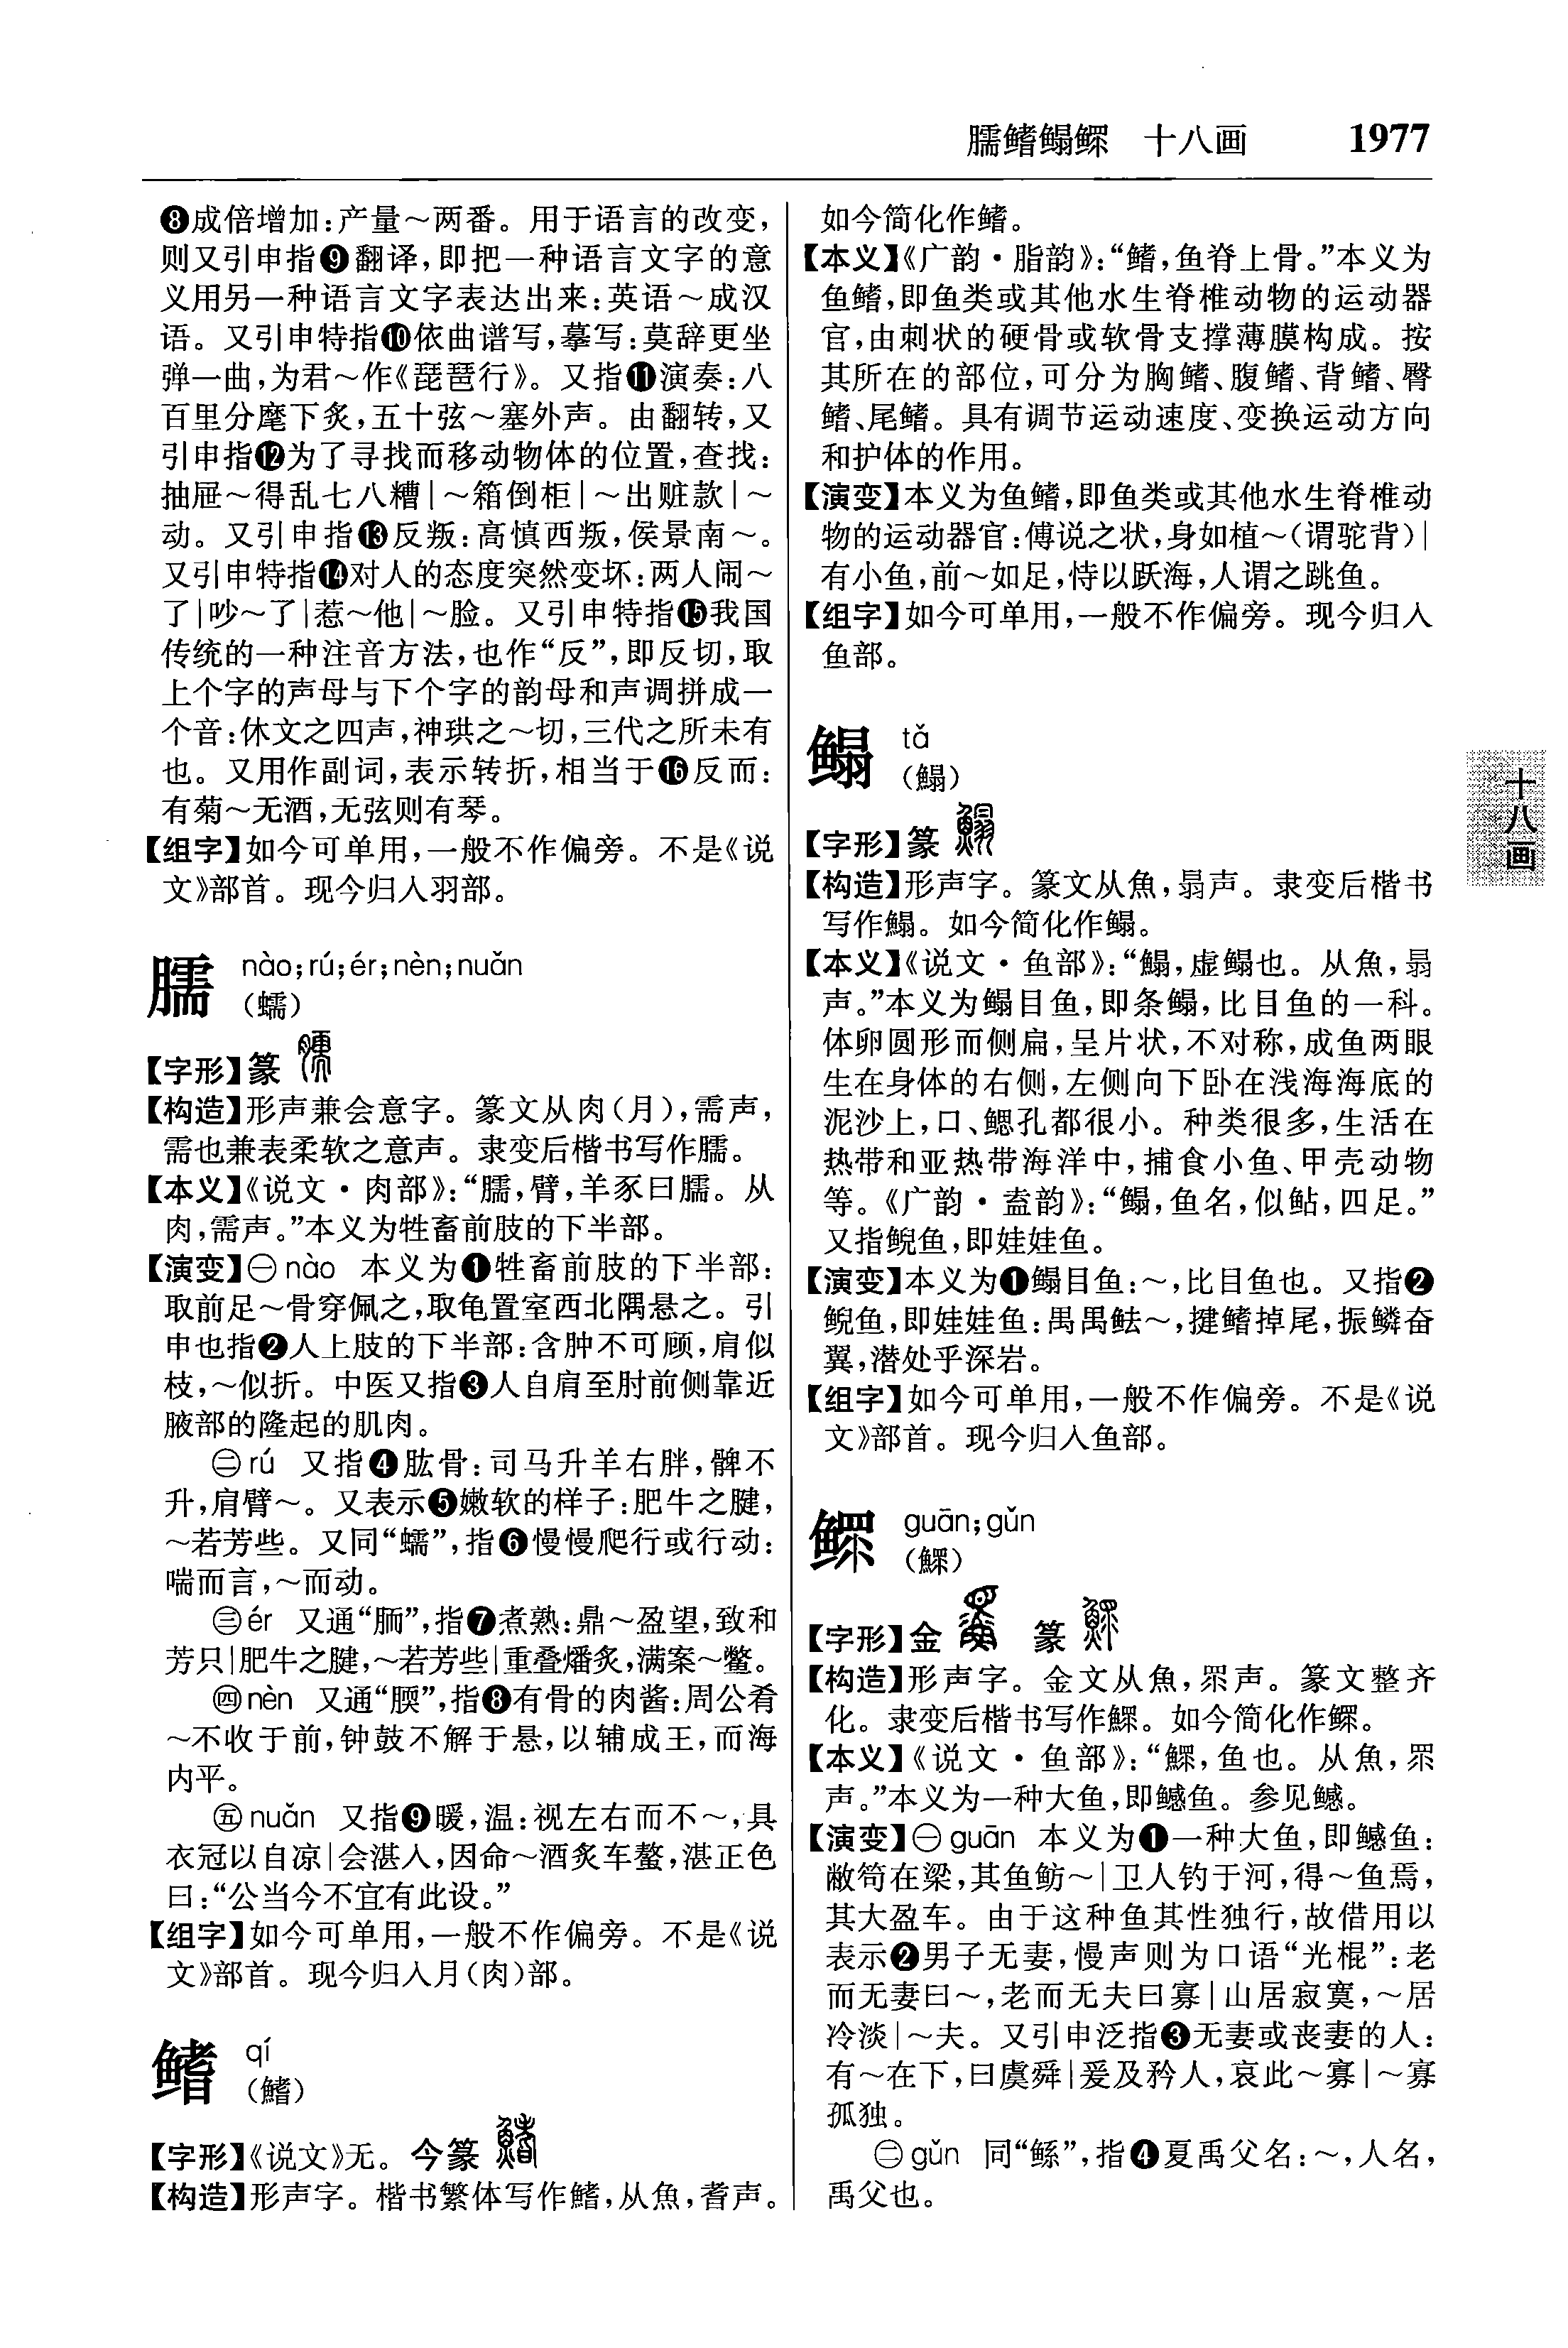 臑鳍鳎鳏　十八画　1977
❽成倍增加:产量～两番。用于语言的改变,
则又引申指❾翻译,即把一种语言文字的意
义用另一种语言文字表达出来:英语～成汉
语。又引申特指❿依曲谱写,摹写:莫辞更坐
弹一曲,为君～作《琵琶行》。又指⓫演奏:八
百里分麾下炙,五十弦～塞外声。由翻转,又
引申指⓬为了寻找而移动物体的位置,查找:
抽屉～得乱七八糟|～箱倒柜|～出赃款|～
动。又引申指⓭反叛:高慎西叛,侯景南～。
又引申特指⓮对人的态度突然变坏:两人闹～
了|吵～了|惹～他|～脸。又引申特指⓯我国
传统的一种注音方法,也作“反”,即反切,取
上个字的声母与下个字的韵母和声调拼成一
个音:休文之四声,神珙之～切,三代之所未有
也。又用作副词,表示转折,相当于⓰反而:
有菊～无酒,无弦则有琴。
【组字】如今可单用,一般不作偏旁。不是《说
文》部首。现今归入羽部。
臑 nào;rú;ér;nèn;nuǎn
(蠕)
【字形】篆
【构造】形声兼会意字。篆文从肉(月),需声,
需也兼表柔软之意声。隶变后楷书写作臑。
【本义】《说文·肉部》:“臑,臂,羊豕曰臑。从
肉,需声。”本义为牲畜前肢的下半部。
【演变】㊀nào 本义为❶牲畜前肢的下半部:
取前足～骨穿佩之,取龟置室西北隅悬之。引
申也指❷人上肢的下半部:含肿不可顾,肩似
枝,～似折。中医又指❸人自肩至肘前侧靠近
腋部的隆起的肌肉。
㊁rú 又指❹肱骨:司马升羊右胖,髀不
升,肩臂～。又表示❺嫩软的样子:肥牛之腱,
～若芳些。又同“蠕”,指❻慢慢爬行或行动:
喘而言,～而动。
㊂ér 又通“胹”,指❼煮熟:鼎～盈望,致和
芳只|肥牛之腱,～若芳些|重叠燔炙,满案～鳖。
㊃nèn 又通“腝”,指❽有骨的肉酱:周公肴
～不收于前,钟鼓不解于悬,以辅成王,而海
内平。
㊄nuǎn 又指❾暖,温:视左右而不～,具
衣冠以自凉|会湛入,因命～酒炙车螯,湛正色
曰:“公当今不宜有此设。”
【组字】如今可单用,一般不作偏旁。不是《说
文》部首。现今归入月(肉)部。
鳍 qí
(鰭)
【字形】《说文》无。今篆
【构造】形声字。楷书繁体写作鰭,从魚,耆声。
如今简化作鳍。
【本义】《广韵·脂韵》:“鳍,鱼脊上骨。”本义为
鱼鳍,即鱼类或其他水生脊椎动物的运动器
官,由刺状的硬骨或软骨支撑薄膜构成。按
其所在的部位,可分为胸鳍、腹鳍、背鳍、臀
鳍、尾鳍。具有调节运动速度、变换运动方向
和护体的作用。
【演变】本义为鱼鳍,即鱼类或其他水生脊椎动
物的运动器官:傅说之状,身如植～(谓驼背)|
有小鱼,前～如足,恃以跃海,人谓之跳鱼。
【组字】如今可单用,一般不作偏旁。现今归入
鱼部。
鳎 tǎ
(鰨)
【字形】篆
【构造】形声字。篆文从魚,𦐇声。隶变后楷书
写作鰨。如今简化作鳎。
【本义】《说文·鱼部》:“鰨,虚鳎也。从魚,𦐇
声。”本义为鳎目鱼,即条鳎,比目鱼的一科。
体卵圆形而侧扁,呈片状,不对称,成鱼两眼
生在身体的右侧,左侧向下卧在浅海海底的
泥沙上,口、鳃孔都很小。种类很多,生活在
热带和亚热带海洋中,捕食小鱼、甲壳动物
等。《广韵·盍韵》:“鳎,鱼名,似鲇,四足。”
又指鲵鱼,即娃娃鱼。
【演变】本义为❶鳎目鱼:～,比目鱼也。又指❷
鲵鱼,即娃娃鱼:禺禺魼～,揵鳍掉尾,振鳞奋
翼,潜处乎深岩。
【组字】如今可单用,一般不作偏旁。不是《说
文》部首。现今归入鱼部。
鳏 guān;gǔn
(鰥)
【字形】金　篆
【构造】形声字。金文从魚,眔声。篆文整齐
化。隶变后楷书写作鰥。如今简化作鳏。
【本义】《说文·鱼部》:“鰥,鱼也。从魚,眔
声。”本义为一种大鱼,即鳡鱼。参见鳡。
【演变】㊀guān 本义为❶一种大鱼,即鳡鱼:
敝笱在梁,其鱼鲂～|卫人钓于河,得～鱼焉,
其大盈车。由于这种鱼其性独行,故借用以
表示❷男子无妻,慢声则为口语“光棍”:老
而无妻曰～,老而无夫曰寡|山居寂寞,～居
冷淡|～夫。又引申泛指❸无妻或丧妻的人:
有～在下,曰虞舜|爰及矜人,哀此～寡|～寡
孤独。
㊁gǔn 同“鲧”,指❹夏禹父名:～,人名,
禹父也。
十八画